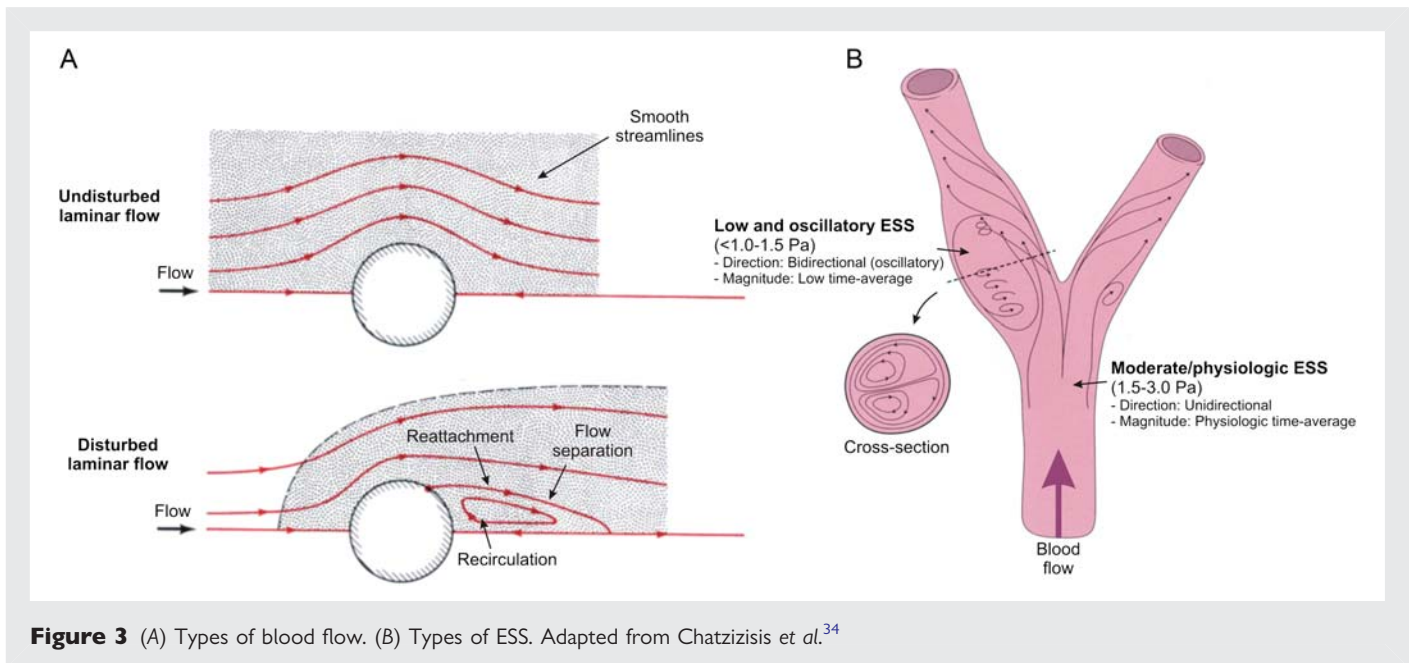 A
Smooth
streamlines
Undisturbed
laminar flow
Flow
Disturbed
laminar flow
Flow
Reattachment
Flow
separation
Recirculation
B
Low and oscillatory ESS
(<1.0-1.5 Pa)
- Direction: Bidirectional (oscillatory)
- Magnitude: Low time-average
Cross-section
Moderate/physiologic ESS
(1.5-3.0 Pa)
- Direction: Unidirectional
- Magnitude: Physiologic time-average
Blood
flow
Figure 3 (A) Types of blood flow. (B) Types of ESS. Adapted from Chatzizisis et al.34